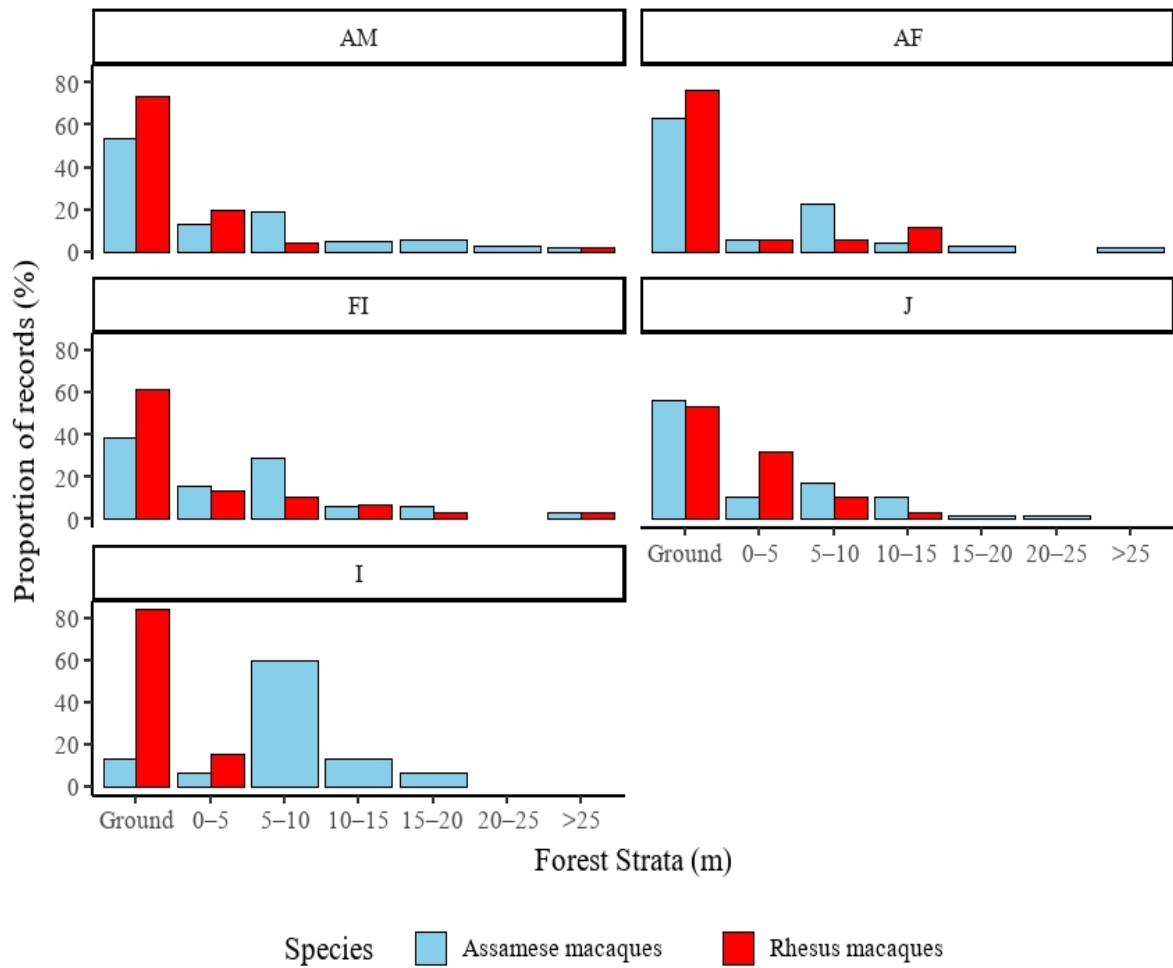 AM
AF
80
60
40
20
0
FI
J
80
60
40
20
0
Ground 0–5 5–10 10–15 15–20 20–25 >25
I
80
60
40
20
0
Ground 0–5 5–10 10–15 15–20 20–25 >25
Proportion of records (%)
Forest Strata (m)
Species Assamese macaques Rhesus macaques